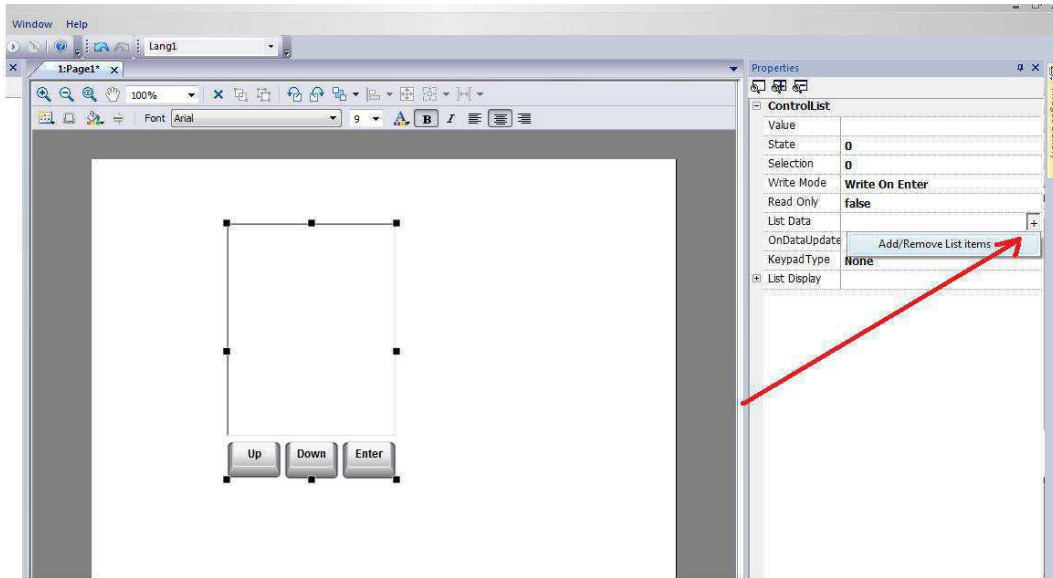 Window Help
Lang1
1:Page1*
Properties
100%
Font Arial 9 A B I
ControlList
Value
State 0
Selection 0
Write Mode Write On Enter
Read Only false
List Data +
OnDataUpdate
Add/Remove List items
KeypadType None
List Display
Up Down Enter